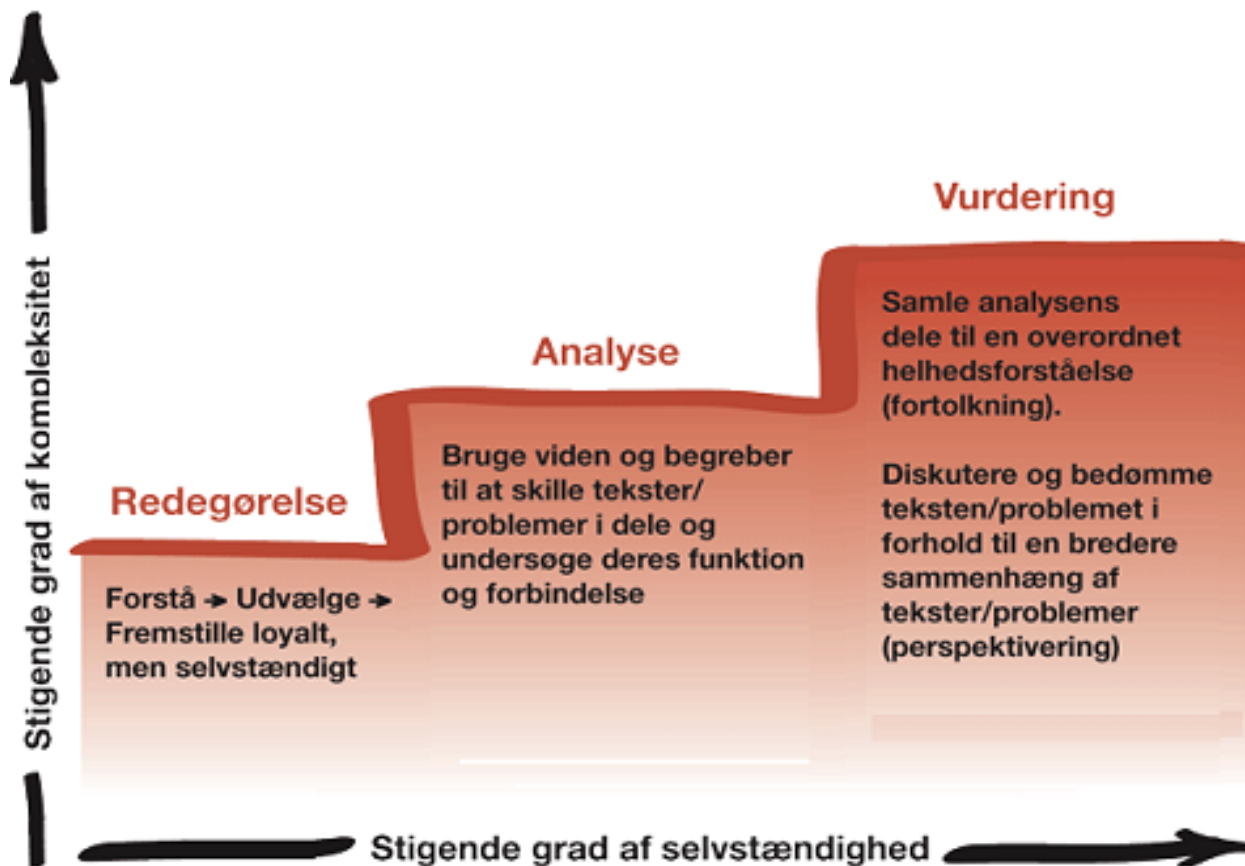 Stigende grad af kompleksitet
Redegørelse
Forstå → Udvælge →
Fremstille loyalt,
men selvstændigt
Analyse
Bruge viden og begreber
til at skille tekster/
problemer i dele og
undersøge deres funktion
og forbindelse
Vurdering
Samle analysens
dele til en overordnet
helhedsforståelse
(fortolkning).
Diskutere og bedømme
teksten/problemet i
forhold til en bredere
sammenhæng af
tekster/problemer
(perspektivering)
Stigende grad af selvstændighed